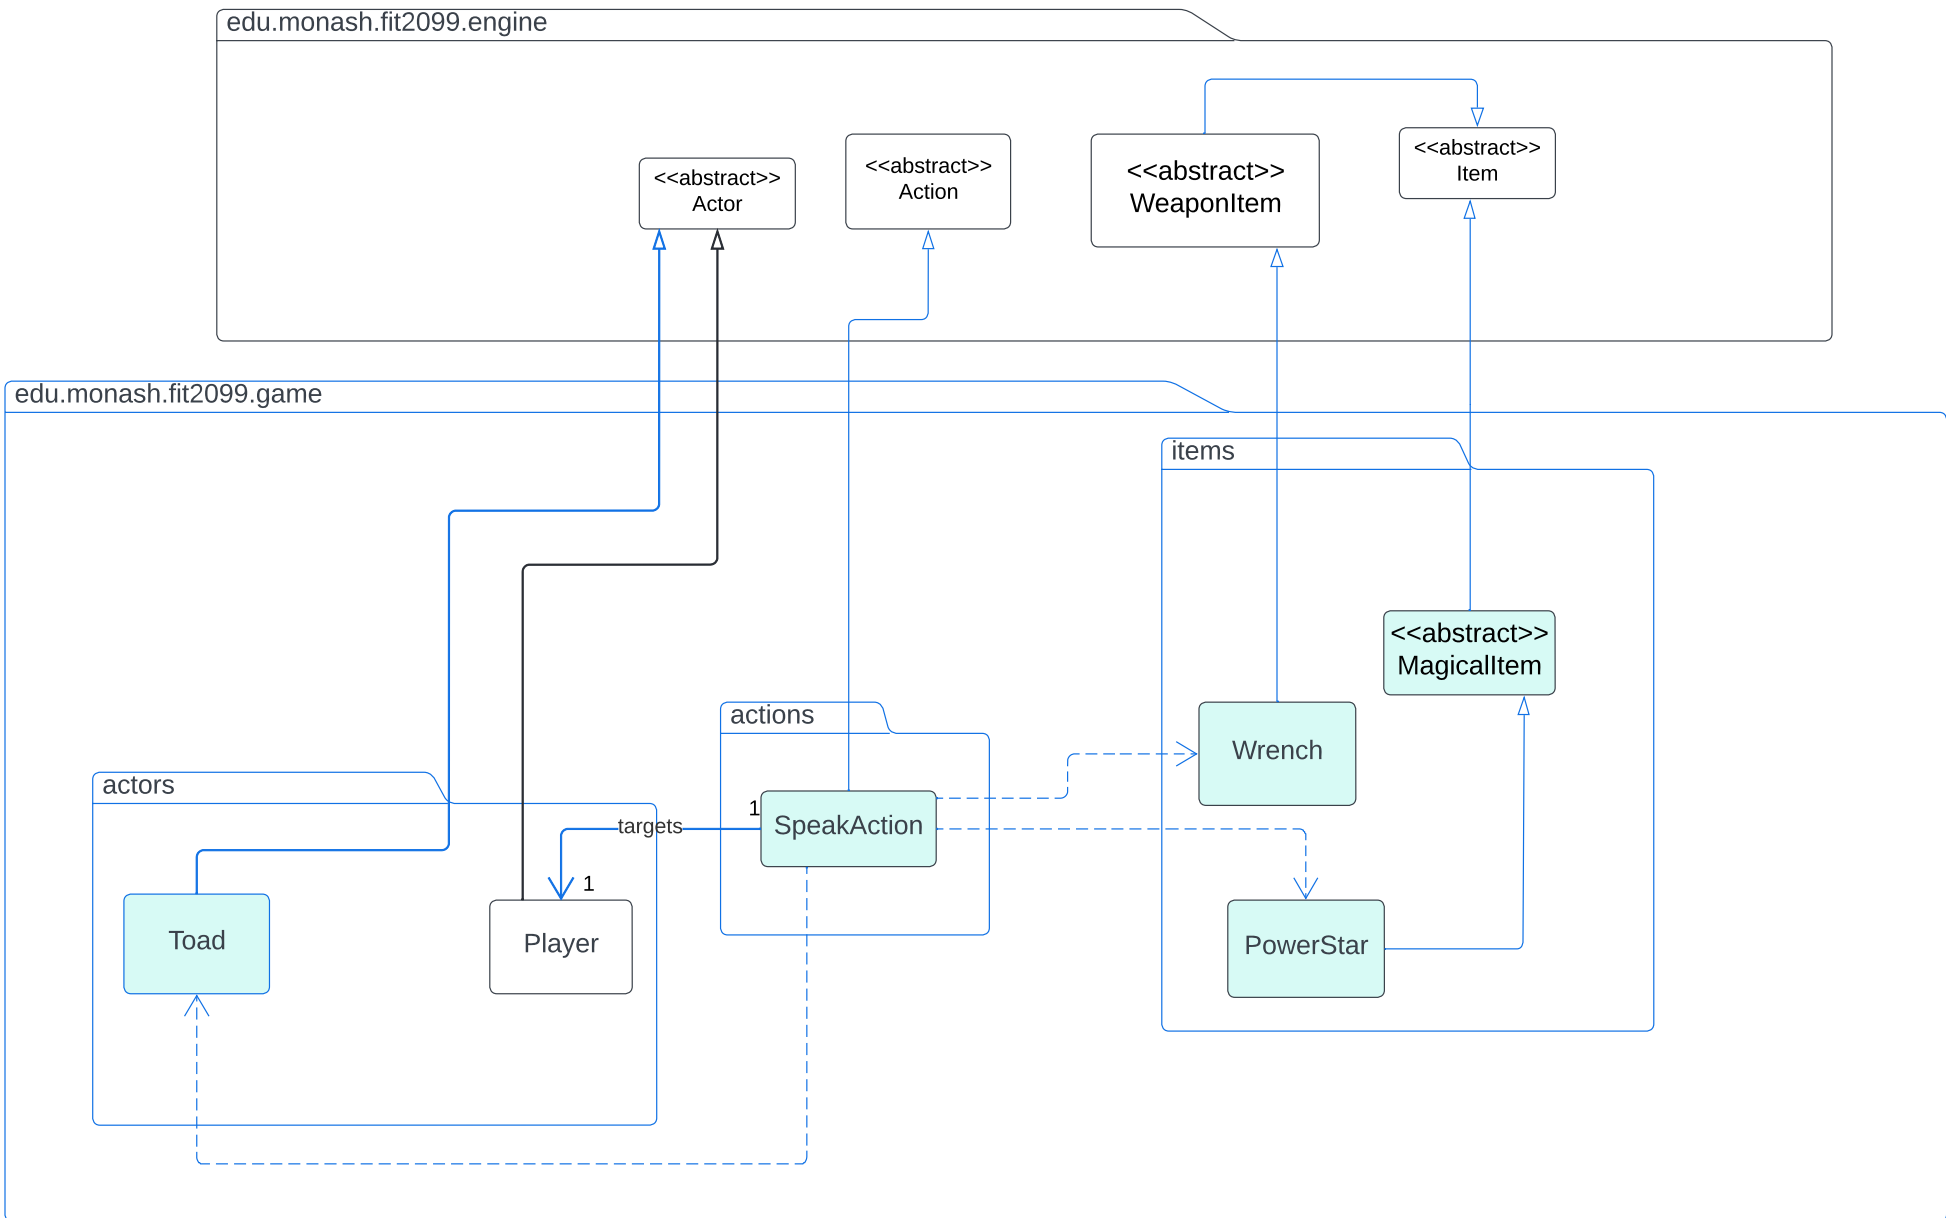 edu.monash.fit2099.engine
<<abstract>>
Actor
<<abstract>>
Action
<<abstract>>
WeaponItem
<<abstract>>
Item
edu.monash.fit2099.game
items
<<abstract>>
MagicalItem
Wrench
PowerStar
actions
1
SpeakAction
targets
1
actors
Toad
Player